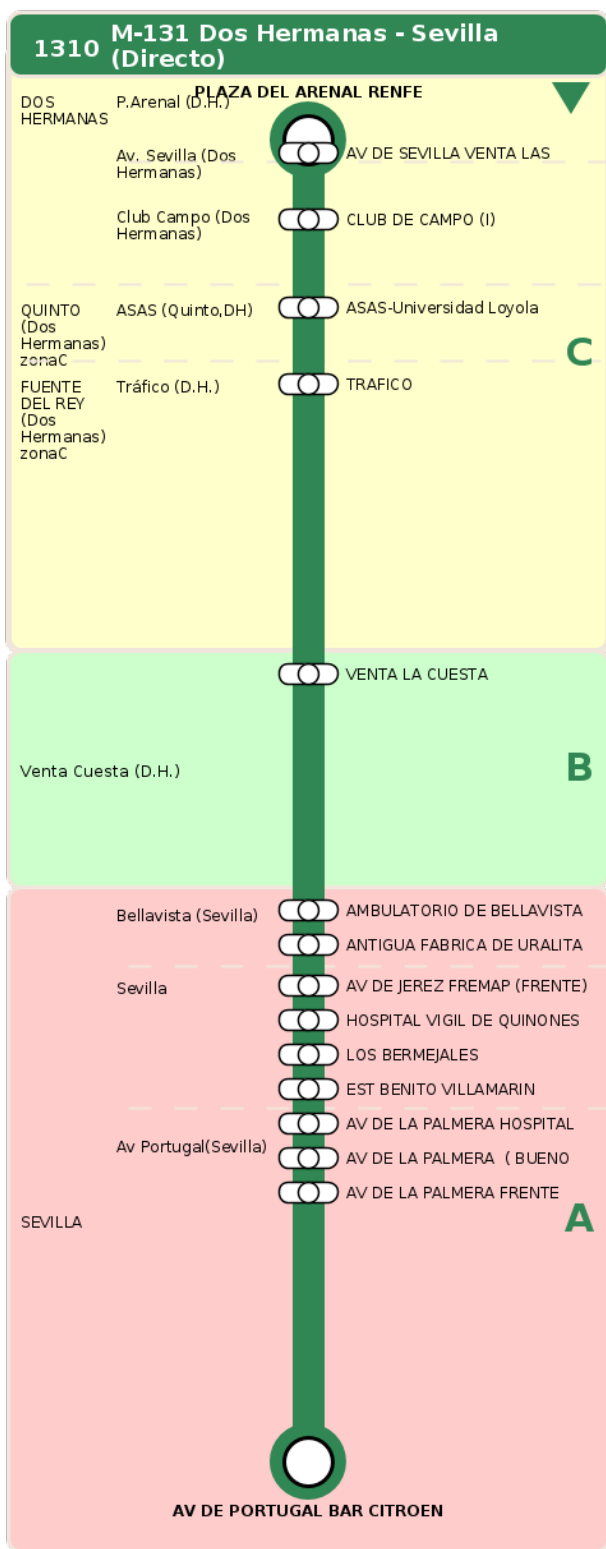 1310
M-131 Dos Hermanas - Sevilla
(Directo)
PLAZA DEL ARENAL RENFE
DOS
HERMANAS
P.Arenal (D.H.)
Av. Sevilla (Dos
Hermanas)
AV DE SEVILLA VENTA LAS
Club Campo (Dos
Hermanas)
CLUB DE CAMPO (I)
QUINTO
(Dos
Hermanas)
zonaC
ASAS (Quinto,DH)
ASAS-Universidad Loyola
C
FUENTE
DEL REY
(Dos
Hermanas)
zonaC
Tráfico (D.H.)
TRAFICO
VENTA LA CUESTA
Venta Cuesta (D.H.)
B
Bellavista (Sevilla)
AMBULATORIO DE BELLAVISTA
ANTIGUA FABRICA DE URALITA
Sevilla
AV DE JEREZ FREMAP (FRENTE)
HOSPITAL VIGIL DE QUINONES
LOS BERMEJALES
EST BENITO VILLAMARIN
Av Portugal(Sevilla)
AV DE LA PALMERA HOSPITAL
AV DE LA PALMERA  ( BUENO
AV DE LA PALMERA FRENTE
SEVILLA
A
AV DE PORTUGAL BAR CITROEN